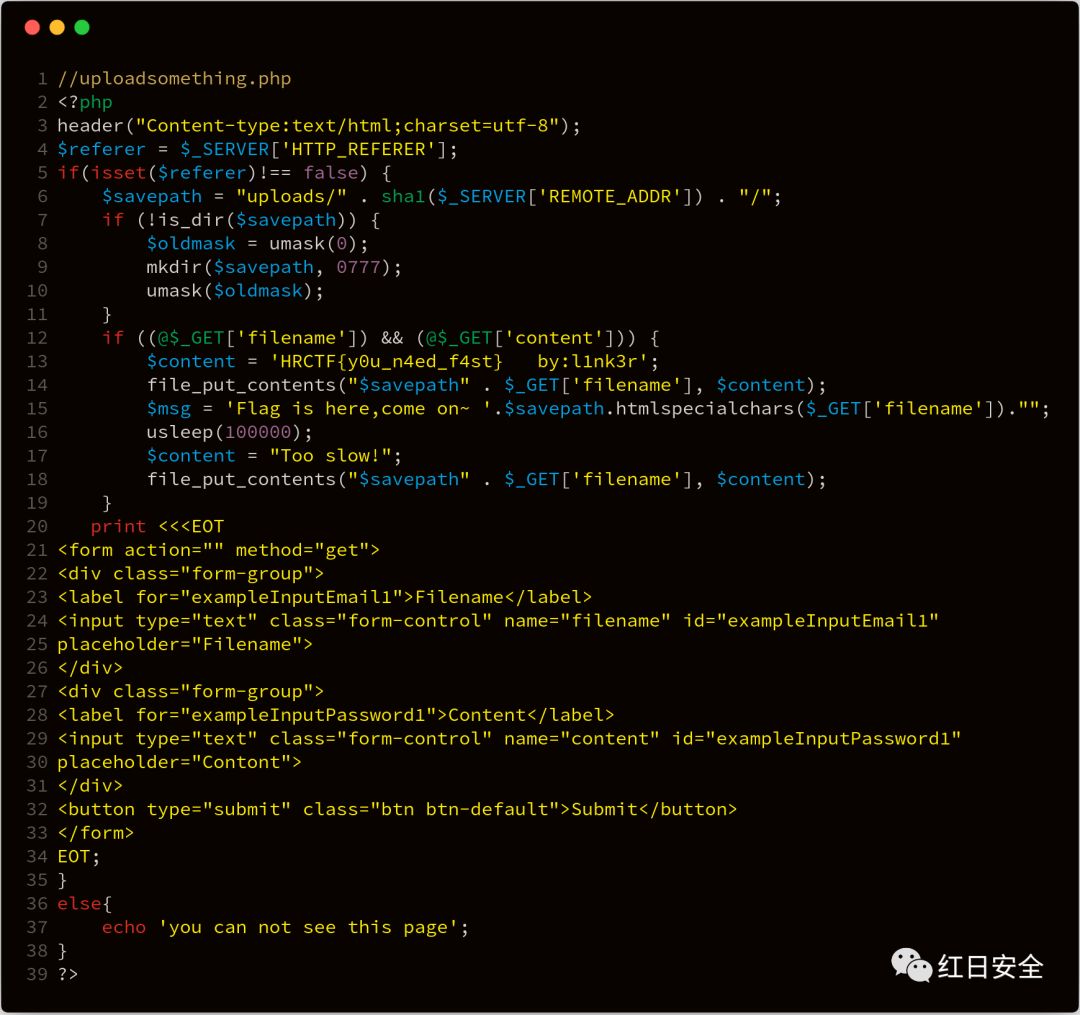 1 //uploadsomething.php
2 <?php
3 header("Content-type:text/html;charset=utf-8");
4 $referer = $_SERVER['HTTP_REFERER'];
5 if(isset($referer)!== false) {
6     $savepath = "uploads/" . sha1($_SERVER['REMOTE_ADDR']) . "/";
7     if (!is_dir($savepath)) {
8         $oldmask = umask(0);
9         mkdir($savepath, 0777);
10         umask($oldmask);
11     }
12     if ((@$_GET['filename']) && (@$_GET['content'])) {
13         $content = 'HRCTF{y0u_n4ed_f4st}   by:l1nk3r';
14         file_put_contents("$savepath" . $_GET['filename'], $content);
15         $msg = 'Flag is here,come on~ '.$savepath.htmlspecialchars($_GET['filename'])."";
16         usleep(100000);
17         $content = "Too slow!";
18         file_put_contents("$savepath" . $_GET['filename'], $content);
19     }
20    print <<<EOT
21 <form action="" method="get">
22 <div class="form-group">
23 <label for="exampleInputEmail1">Filename</label>
24 <input type="text" class="form-control" name="filename" id="exampleInputEmail1"
25 placeholder="Filename">
26 </div>
27 <div class="form-group">
28 <label for="exampleInputPassword1">Content</label>
29 <input type="text" class="form-control" name="content" id="exampleInputPassword1"
30 placeholder="Contont">
31 </div>
32 <button type="submit" class="btn btn-default">Submit</button>
33 </form>
34 EOT;
35 }
36 else{
37     echo 'you can not see this page';
38 }
39 ?>
红日安全